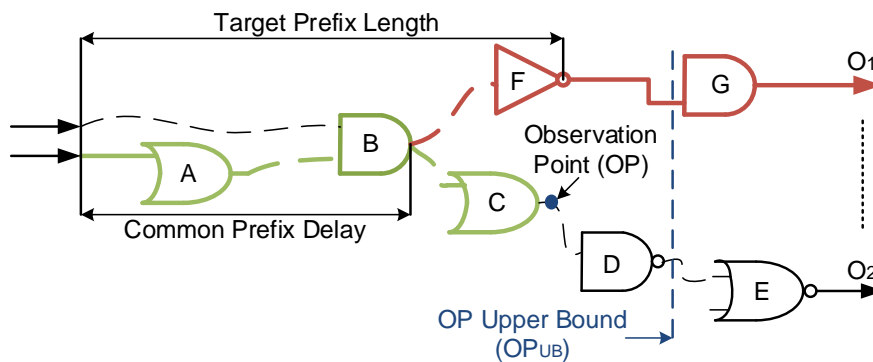 Target Prefix Length
F
G
O1
B
Observation
Point (OP)
A
C
Common Prefix Delay
D
E
O2
OP Upper Bound
(OPUB)